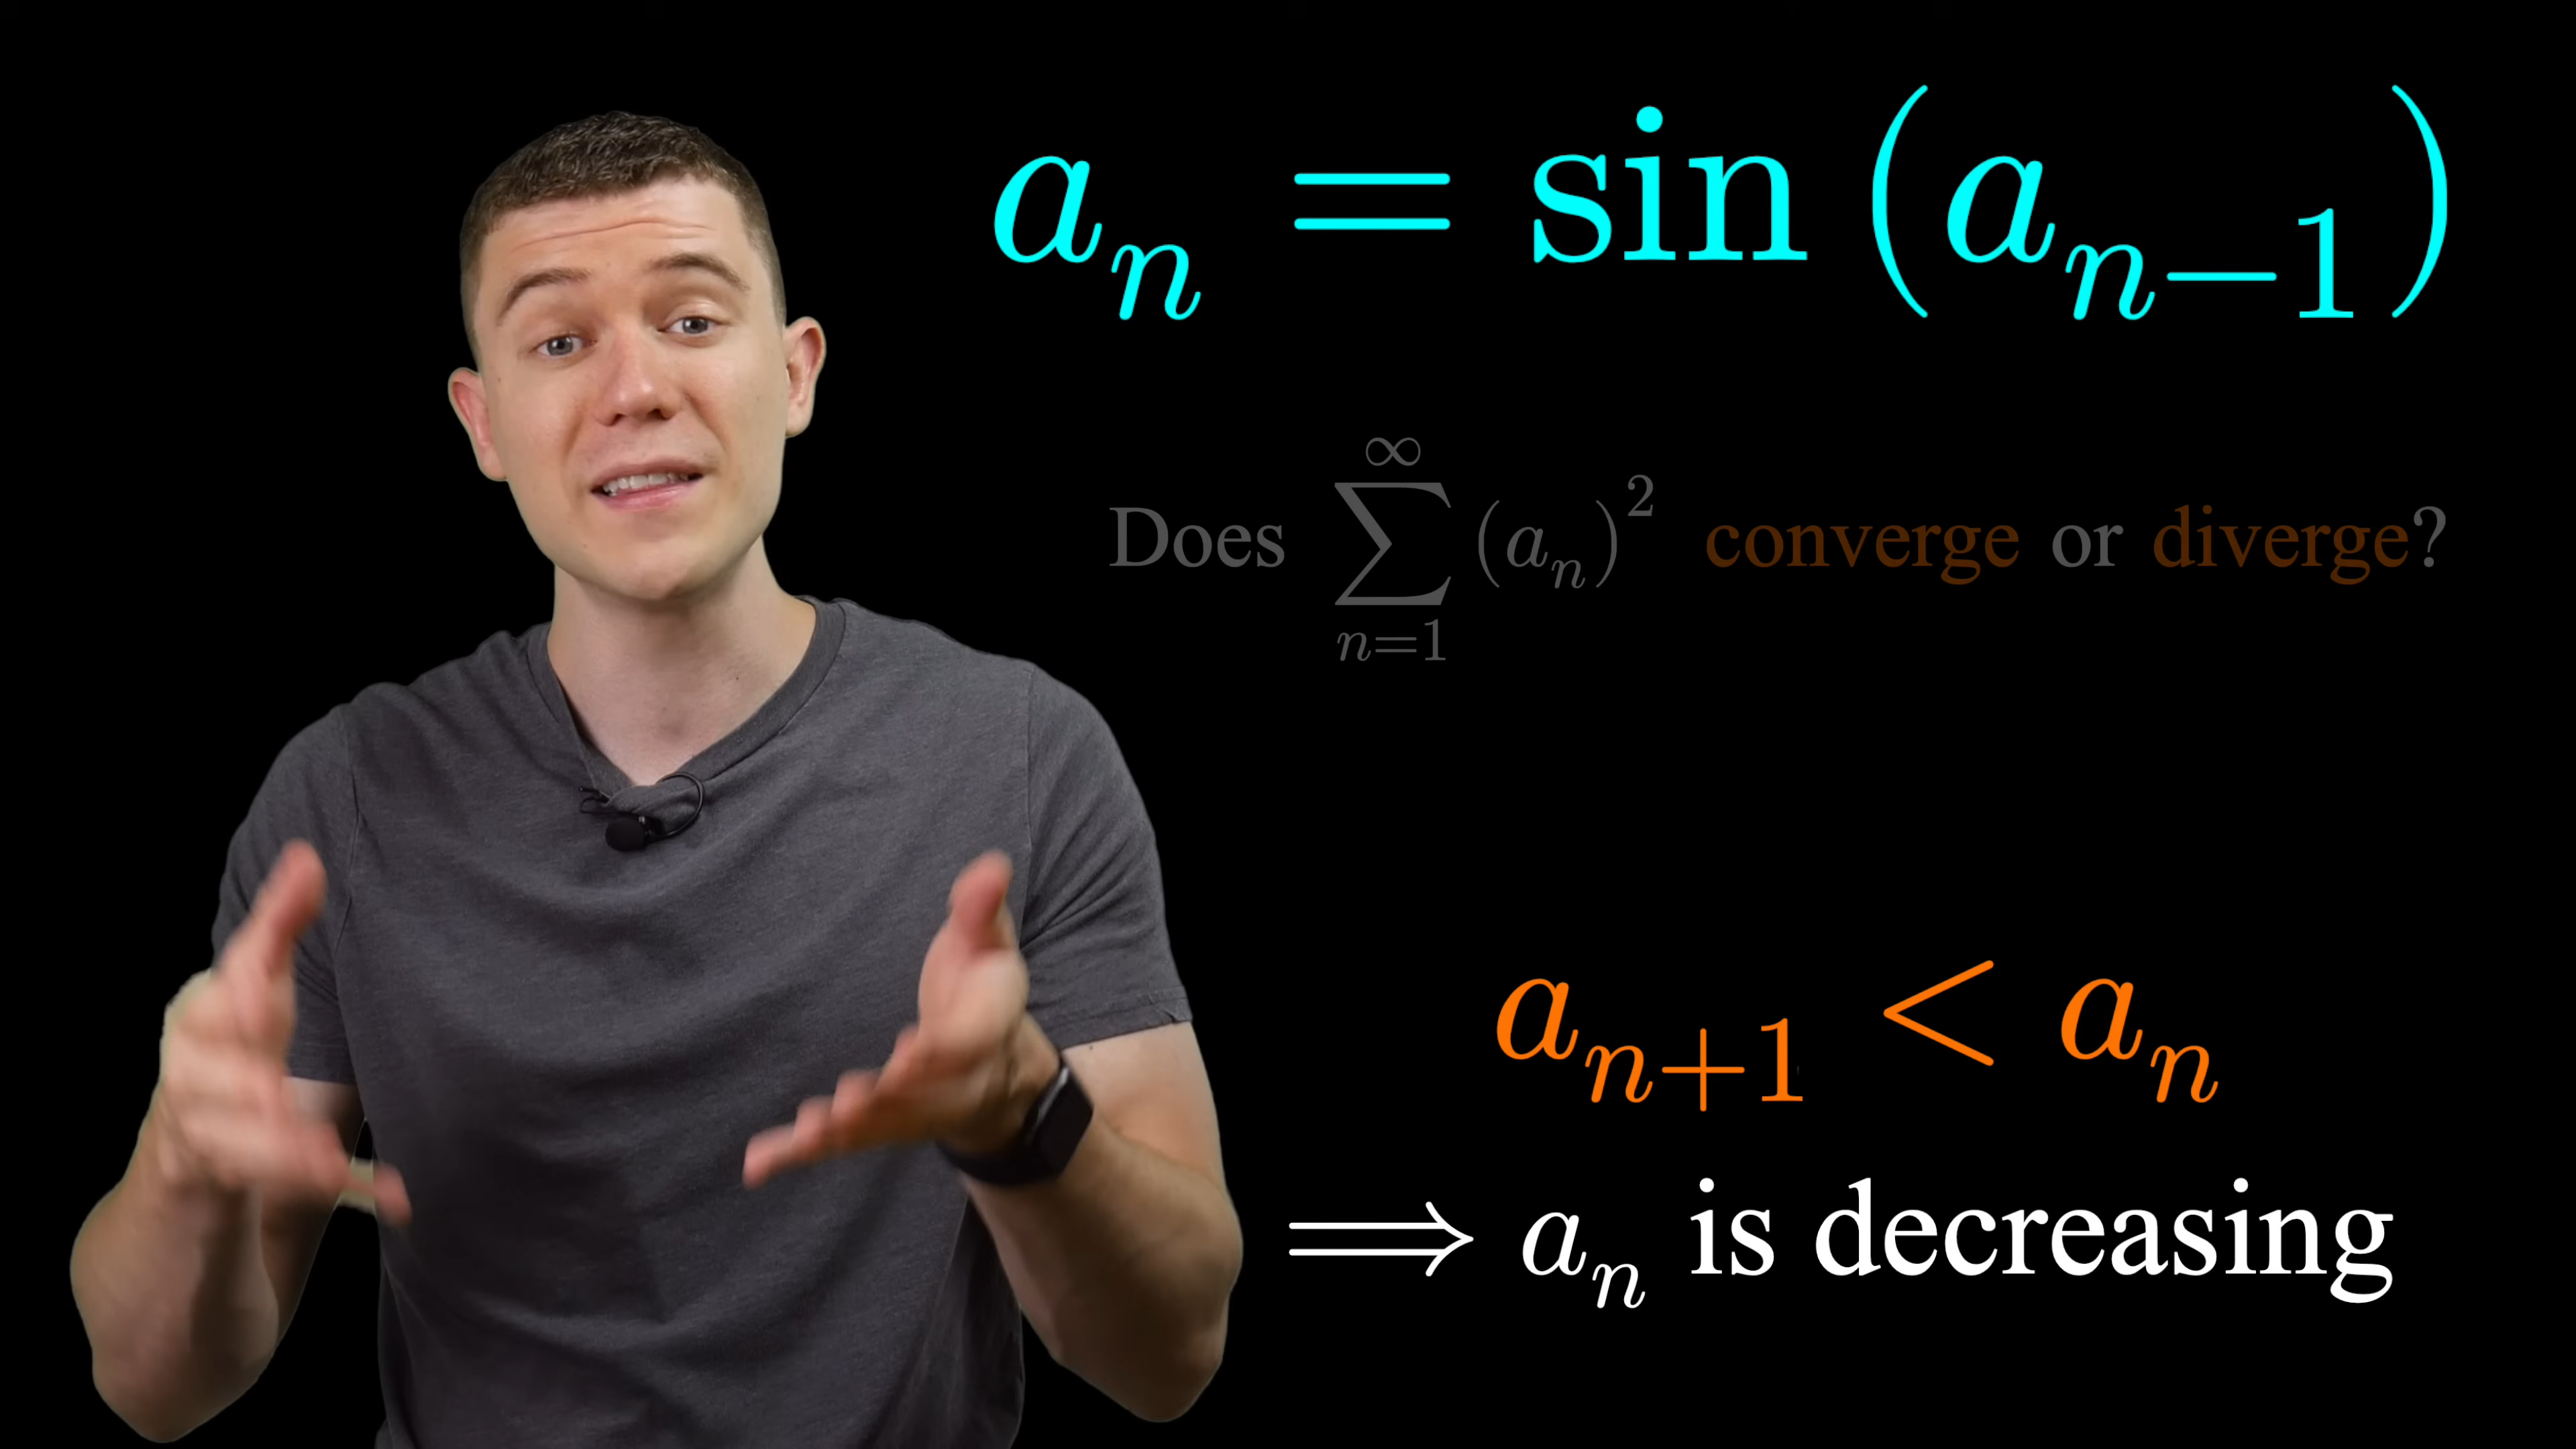 aₙ = sin (aₙ₋₁)
Does ∑_{n=1}^{∞} (aₙ)² converge or diverge?
aₙ₊₁ < aₙ
⟹ aₙ is decreasing